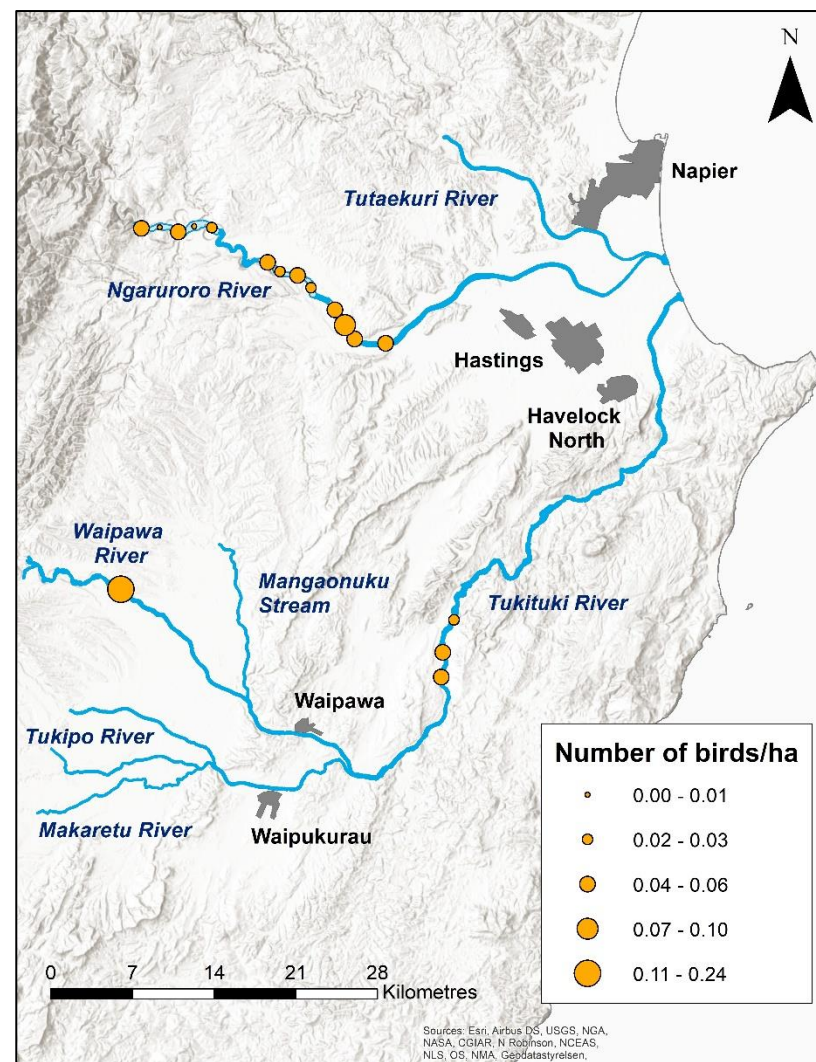 N
Napier
Tutaekuri River
Ngaruroro River
Hastings
Havelock
North
Waipawa
River
Mangaonuku
Stream
Tukituki River
Waipawa
Tukipo River
Makaretu River
Waipukurau
Number of birds/ha
0.00 - 0.01
0.02 - 0.03
0.04 - 0.06
0.07 - 0.10
0.11 - 0.24
0 7 14 21 28
Kilometres
Sources: Esri, Airbus DS, USGS, NGA,
NASA, CGIAR, N Robinson, NCEAS,
NLS, OS, NMA, Geodatastyrelsen,